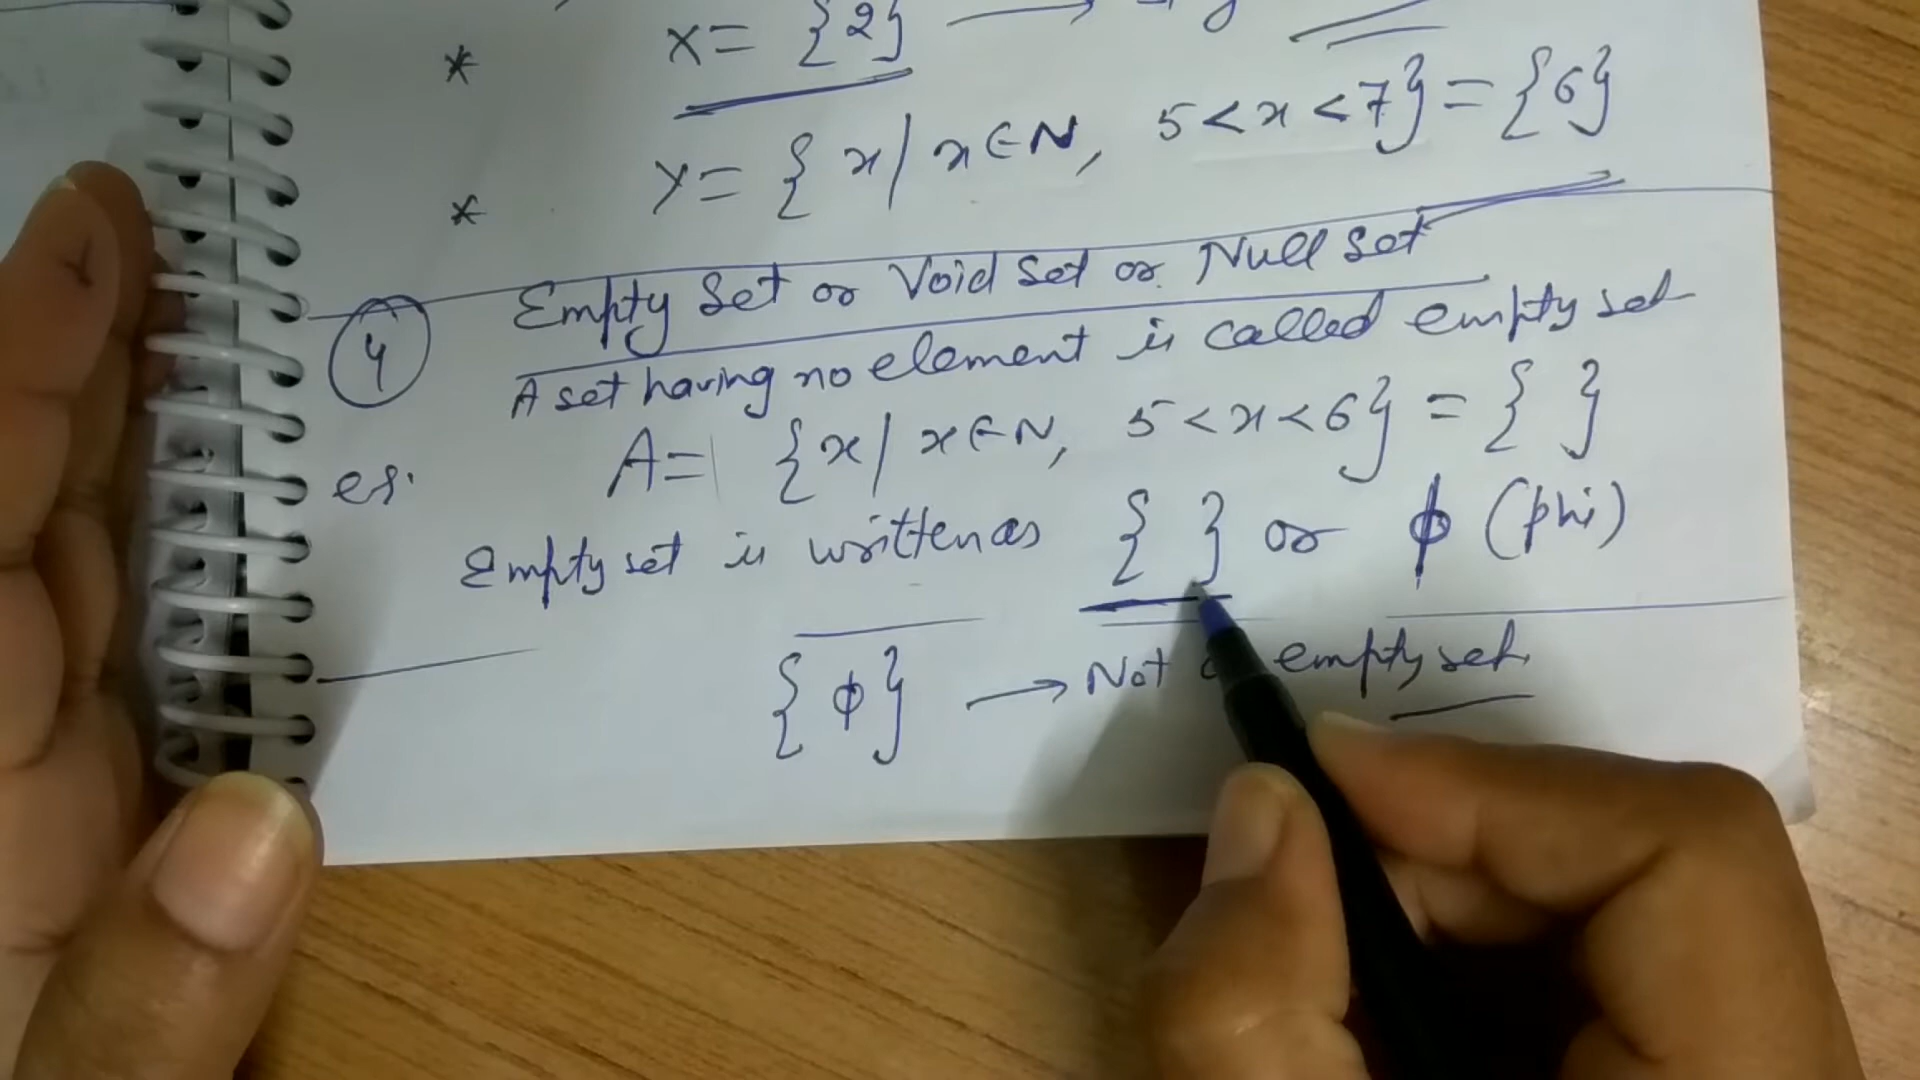 * X = {2} →
* Y = { x / x ∈ N, 5 < x < 7} = {6}
4 Empty Set or Void Set or Null Set
A set having no element is called empty set
eg. A = {x / x ∈ N, 5 < x < 6} = { }
Empty set is written as { } or ϕ (phi)
{ϕ} → Not empty set